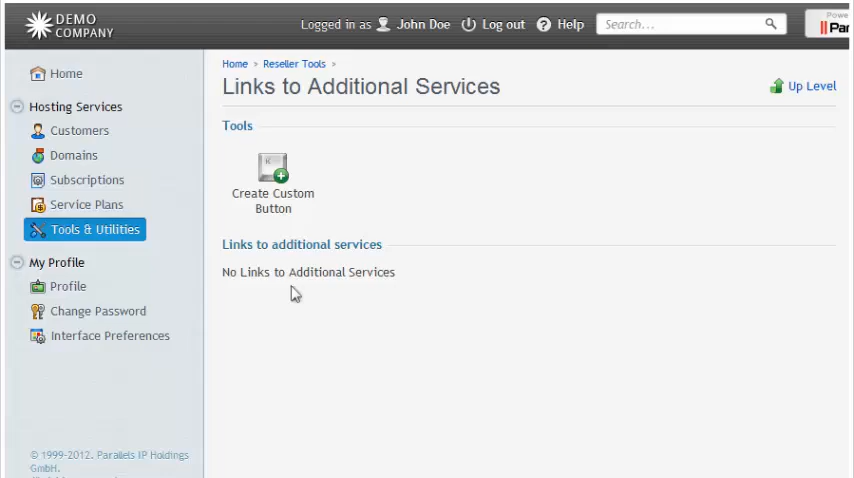 DEMO
COMPANY
Logged in as John Doe Log out Help Search...
Home
Hosting Services
Customers
Domains
Subscriptions
Service Plans
Tools & Utilities
My Profile
Profile
Change Password
Interface Preferences
© 1999-2012. Parallels IP Holdings
GmbH.
Home > Reseller Tools >
Links to Additional Services
Up Level
Tools
Create Custom
Button
Links to additional services
No Links to Additional Services